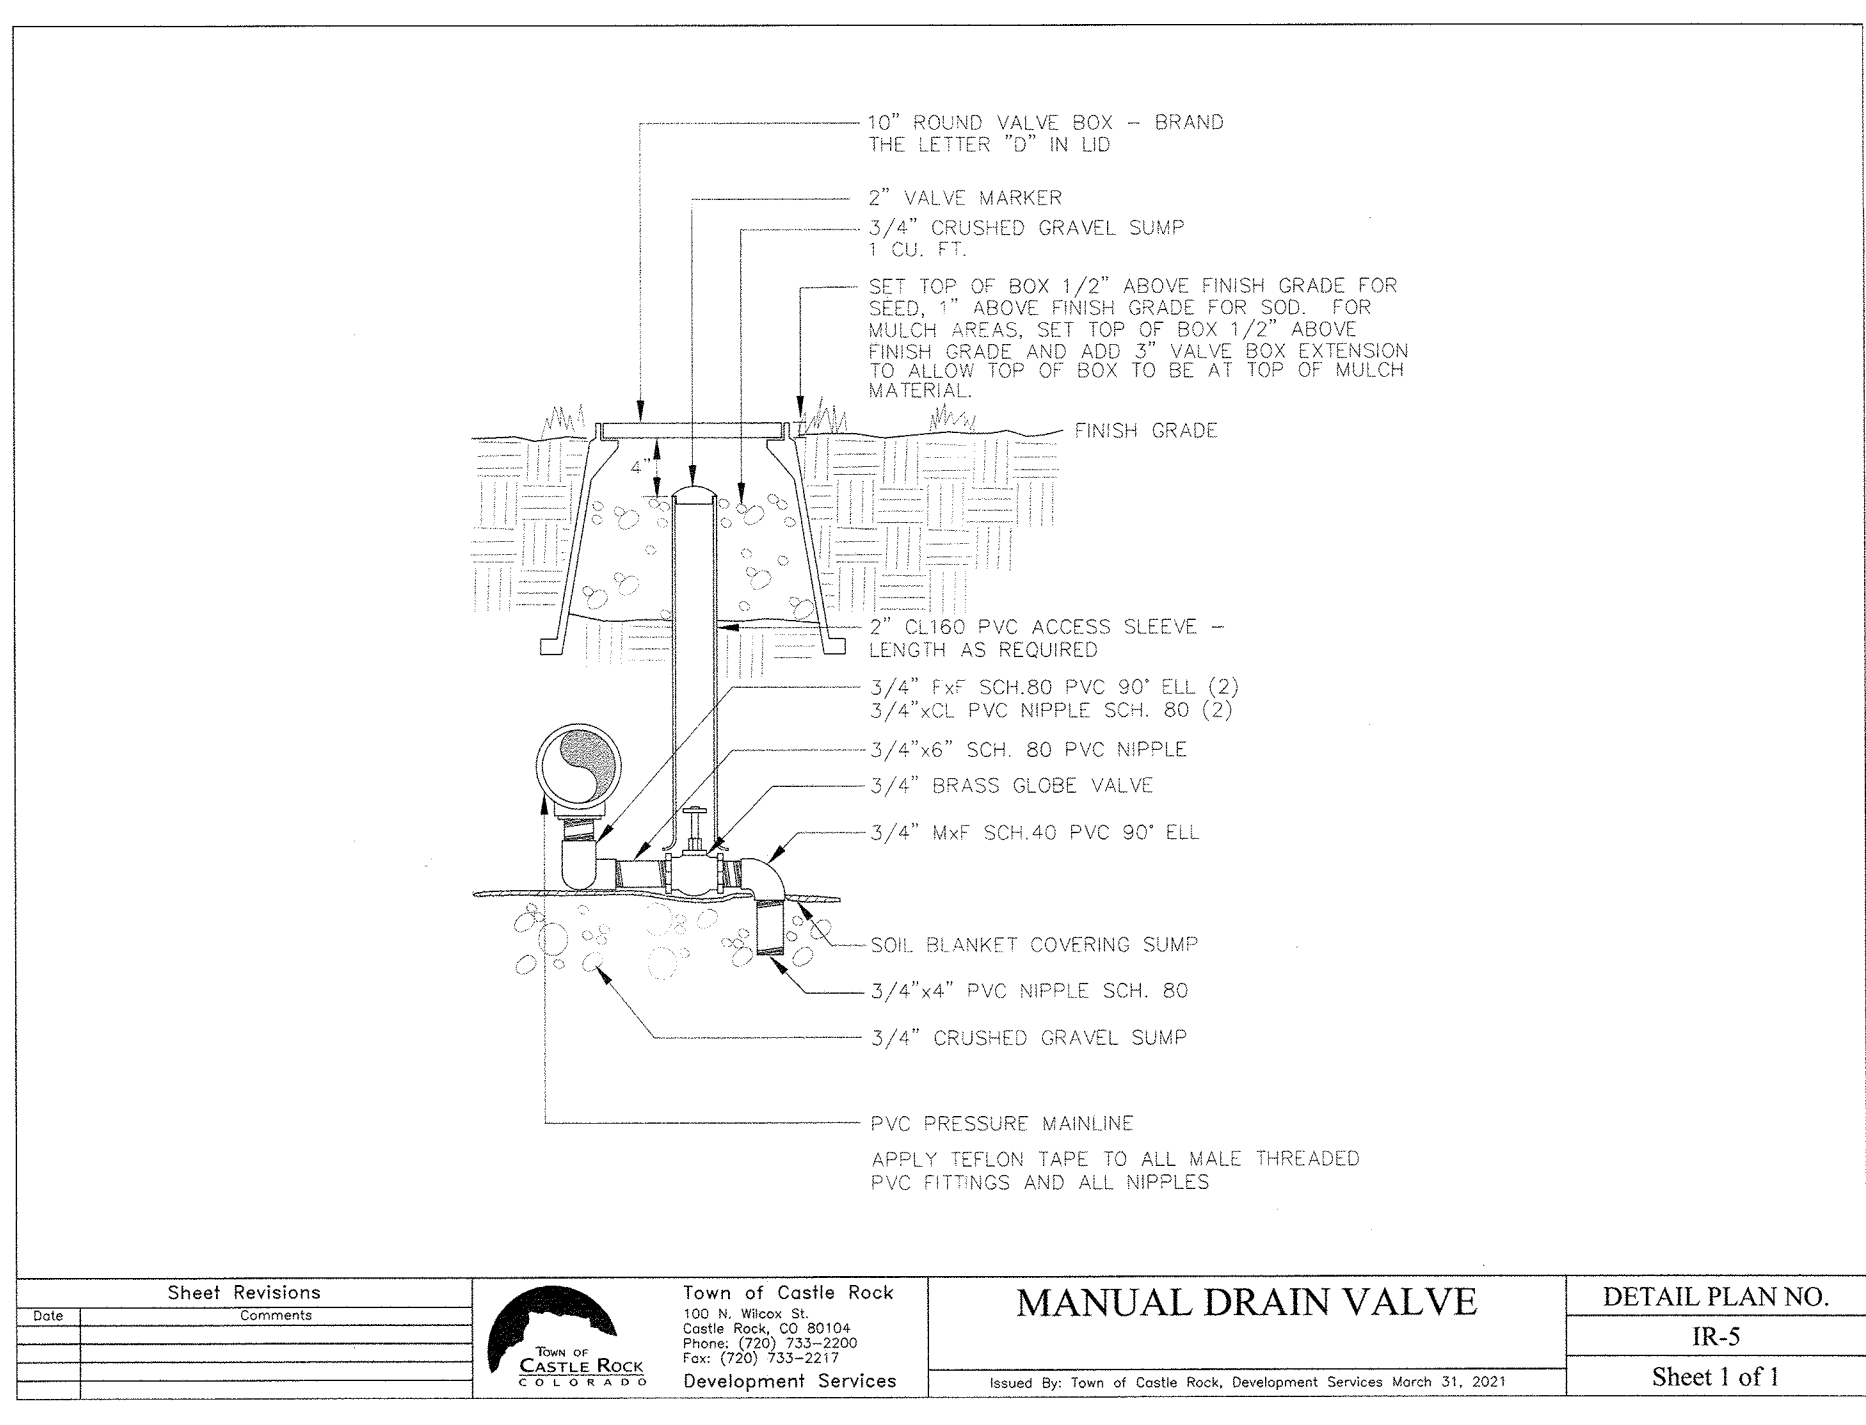 10" ROUND VALVE BOX – BRAND
THE LETTER "D" IN LID
2" VALVE MARKER
3/4" CRUSHED GRAVEL SUMP
1 CU. FT.
SET TOP OF BOX 1/2" ABOVE FINISH GRADE FOR
SEED, 1" ABOVE FINISH GRADE FOR SOD. FOR
MULCH AREAS, SET TOP OF BOX 1/2" ABOVE
FINISH GRADE AND ADD 3" VALVE BOX EXTENSION
TO ALLOW TOP OF BOX TO BE AT TOP OF MULCH
MATERIAL.
FINISH GRADE
4"
2" CL160 PVC ACCESS SLEEVE –
LENGTH AS REQUIRED
3/4" FxF SCH.80 PVC 90° ELL (2)
3/4"xCL PVC NIPPLE SCH. 80 (2)
3/4"x6" SCH. 80 PVC NIPPLE
3/4" BRASS GLOBE VALVE
3/4" MxF SCH.40 PVC 90° ELL
SOIL BLANKET COVERING SUMP
3/4"x4" PVC NIPPLE SCH. 80
3/4" CRUSHED GRAVEL SUMP
PVC PRESSURE MAINLINE
APPLY TEFLON TAPE TO ALL MALE THREADED
PVC FITTINGS AND ALL NIPPLES
Sheet Revisions
Date
Comments
TOWN OF
CASTLE ROCK
COLORADO
Town of Castle Rock
100 N. Wilcox St.
Castle Rock, CO 80104
Phone: (720) 733–2200
Fax: (720) 733–2217
Development Services
MANUAL DRAIN VALVE
Issued By: Town of Castle Rock, Development Services March 31, 2021
DETAIL PLAN NO.
IR-5
Sheet 1 of 1